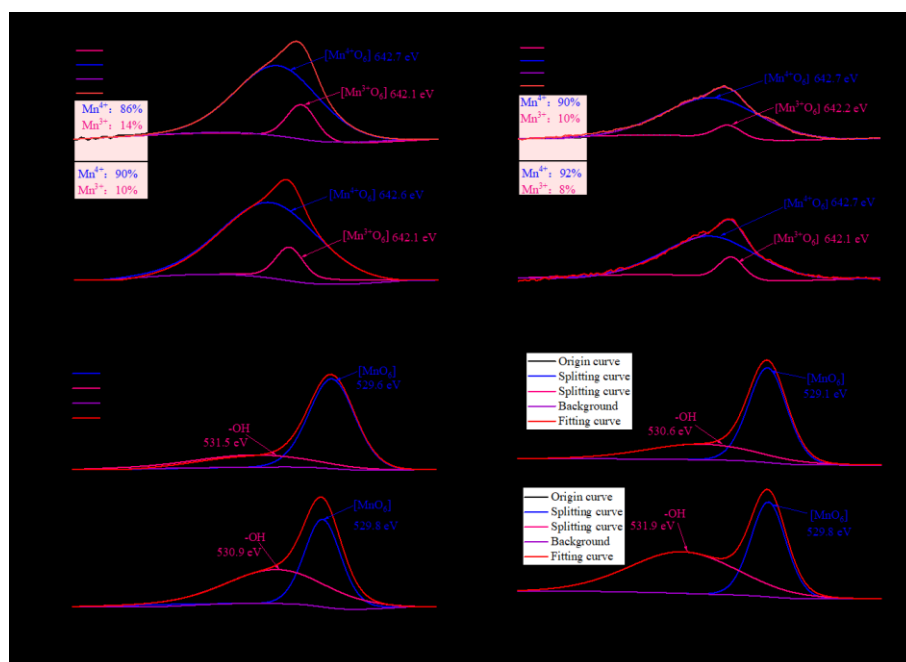 [Mn⁴⁺O₆] 642.7 eV
[Mn³⁺O₆] 642.1 eV
Mn⁴⁺: 86%
Mn³⁺: 14%
Mn⁴⁺: 90%
Mn³⁺: 10%
[Mn⁴⁺O₆] 642.6 eV
[Mn³⁺O₆] 642.1 eV
[Mn⁴⁺O₆] 642.7 eV
Mn⁴⁺: 90%
Mn³⁺: 10%
[Mn³⁺O₆] 642.2 eV
Mn⁴⁺: 92%
Mn³⁺: 8%
[Mn⁴⁺O₆] 642.7 eV
[Mn³⁺O₆] 642.1 eV
[MnO₆]
529.6 eV
-OH
531.5 eV
[MnO₆]
529.8 eV
-OH
530.9 eV
Origin curve
Splitting curve
Splitting curve
Background
Fitting curve
[MnO₆]
529.1 eV
-OH
530.6 eV
Origin curve
Splitting curve
Splitting curve
Background
Fitting curve
-OH
531.9 eV
[MnO₆]
529.8 eV